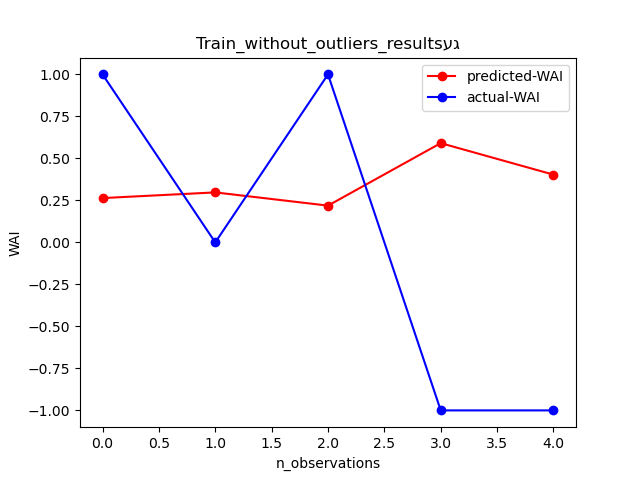 Train_without_outliers_resultsגע
predicted-WAI
actual-WAI
WAI
1.00
0.75
0.50
0.25
0.00
−0.25
−0.50
−0.75
−1.00
0.0 0.5 1.0 1.5 2.0 2.5 3.0 3.5 4.0
n_observations